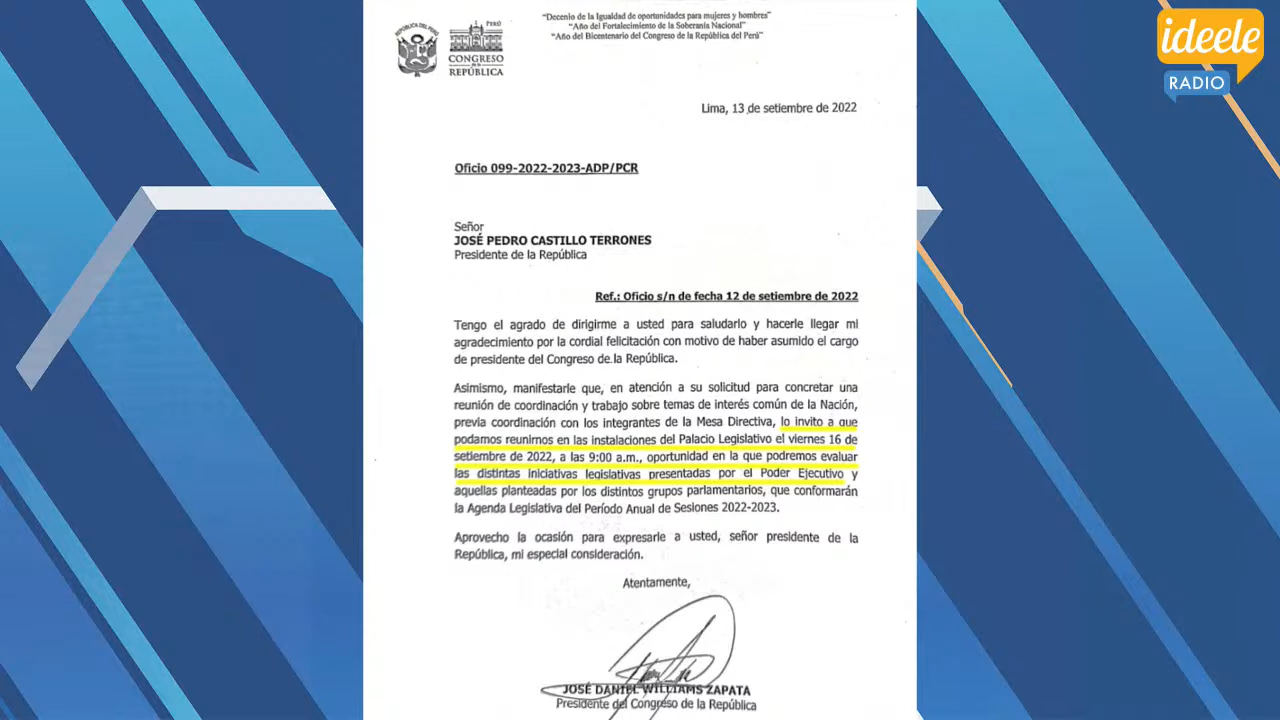 "Decenio de la Igualdad de oportunidades para mujeres y hombres"
"Año del Fortalecimiento de la Soberanía Nacional"
"Año del Bicentenario del Congreso de la República del Perú"
REPÚBLICA DEL PERÚ
PERÚ
CONGRESO
de la
REPÚBLICA
ideele
RADIO
Lima, 13 de setiembre de 2022
Oficio 099-2022-2023-ADP/PCR
Señor
JOSÉ PEDRO CASTILLO TERRONES
Presidente de la República
Ref.: Oficio s/n de fecha 12 de setiembre de 2022
Tengo el agrado de dirigirme a usted para saludarlo y hacerle llegar mi
agradecimiento por la cordial felicitación con motivo de haber asumido el cargo
de presidente del Congreso de la República.
Asimismo, manifestarle que, en atención a su solicitud para concretar una
reunión de coordinación y trabajo sobre temas de interés común de la Nación,
previa coordinación con los integrantes de la Mesa Directiva, lo invito a que
podamos reunirnos en las instalaciones del Palacio Legislativo el viernes 16 de
setiembre de 2022, a las 9:00 a.m., oportunidad en la que podremos evaluar
las distintas iniciativas legislativas presentadas por el Poder Ejecutivo y
aquellas planteadas por los distintos grupos parlamentarios, que conformarán
la Agenda Legislativa del Período Anual de Sesiones 2022-2023.
Aprovecho la ocasión para expresarle a usted, señor presidente de la
República, mi especial consideración.
Atentamente,
JOSÉ DANIEL WILLIAMS ZAPATA
Presidente del Congreso de la República